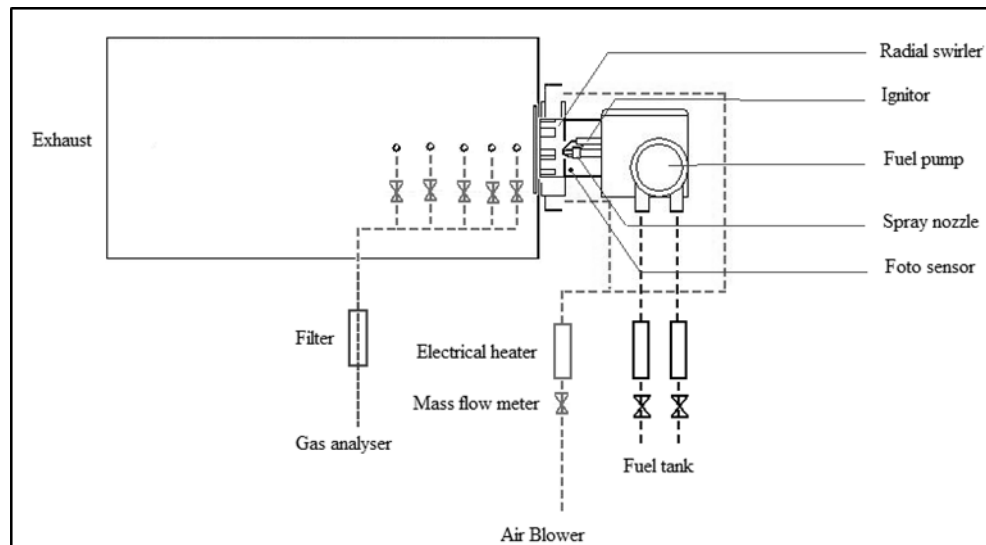 Radial swirler
Ignitor
Exhaust
Fuel pump
Spray nozzle
Foto sensor
Filter
Electrical heater
Mass flow meter
Gas analyser
Fuel tank
Air Blower